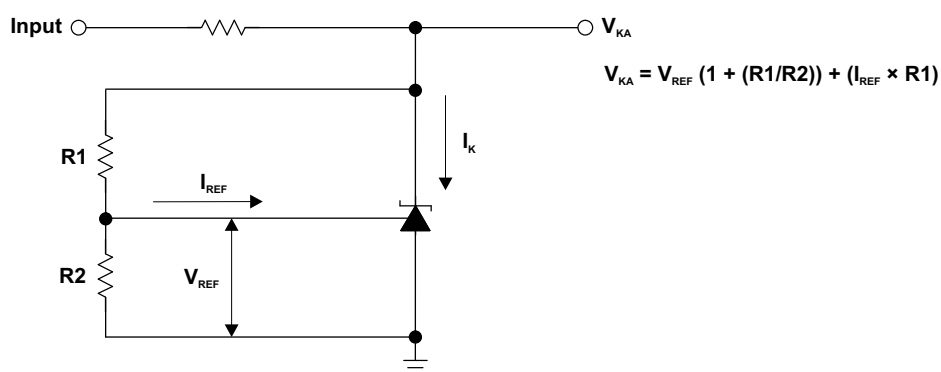 Input
V_KA
V_KA = V_REF (1 + (R1/R2)) + (I_REF × R1)
I_K
R1
I_REF
R2
V_REF